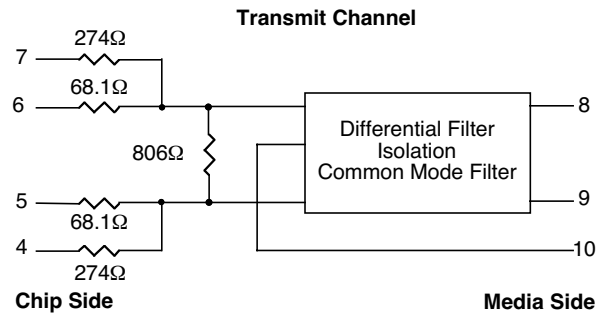 Transmit Channel
274Ω
7
68.1Ω
6
8
806Ω
Differential Filter
Isolation
Common Mode Filter
5
9
68.1Ω
4
10
274Ω
Chip Side
Media Side